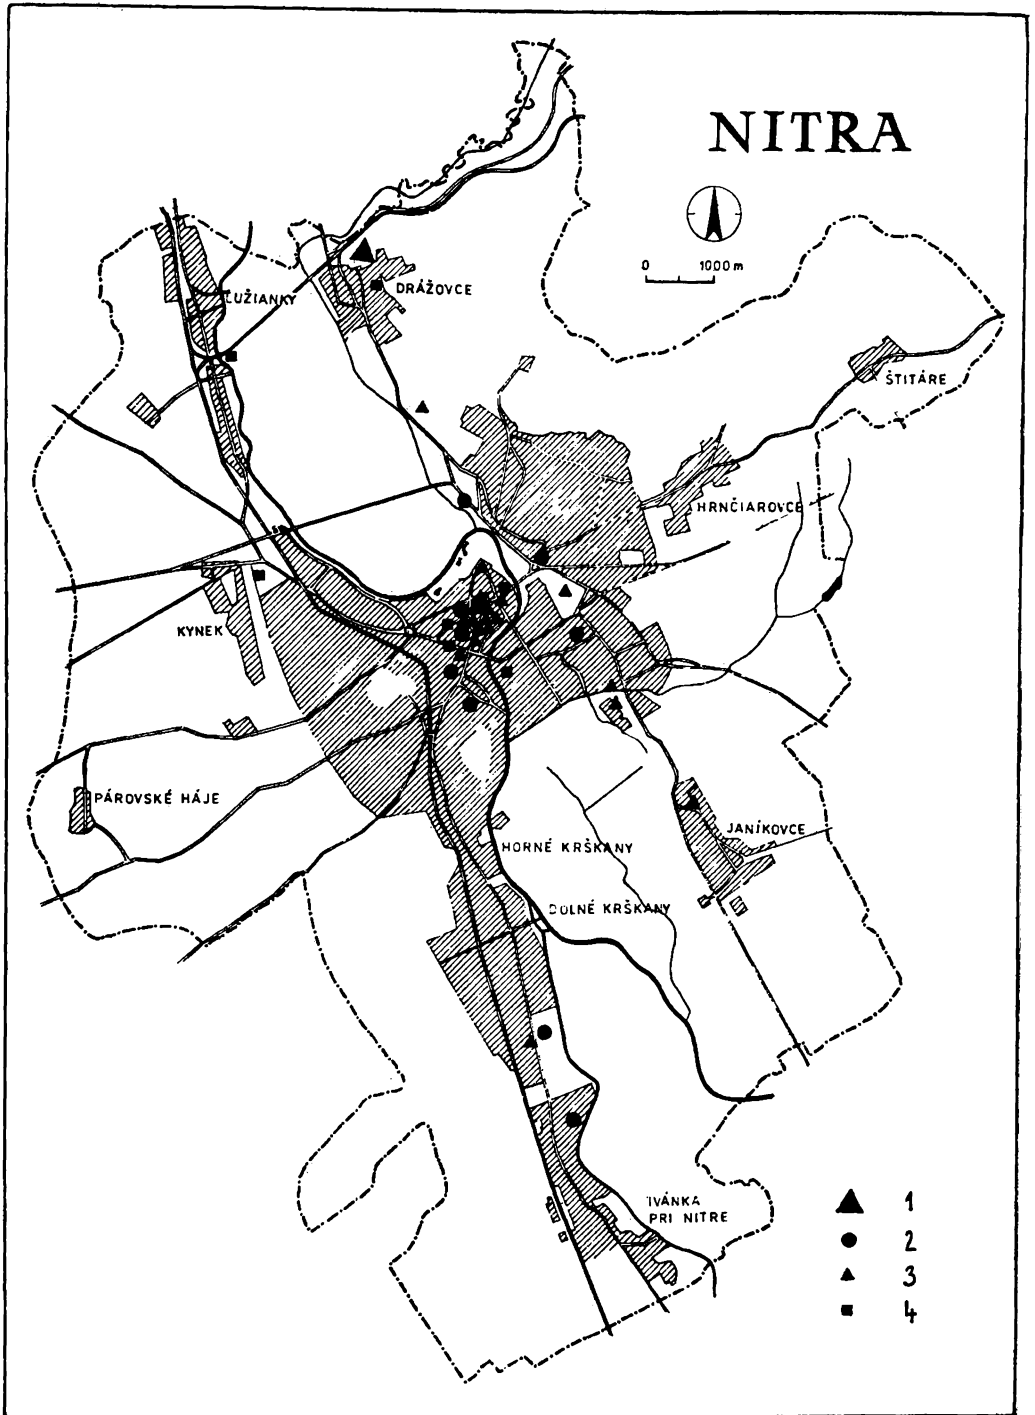 NITRA
0 1000 m
DRÁŽOVCE
LUŽIANKY
ŠTITÁRE
HRNČIAROVCE
KYNEK
PÁROVSKÉ HÁJE
JANÍKOVCE
HORNÉ KRŠKANY
DOLNÉ KRŠKANY
IVÁNKA
PRI NITRE
1
2
3
4